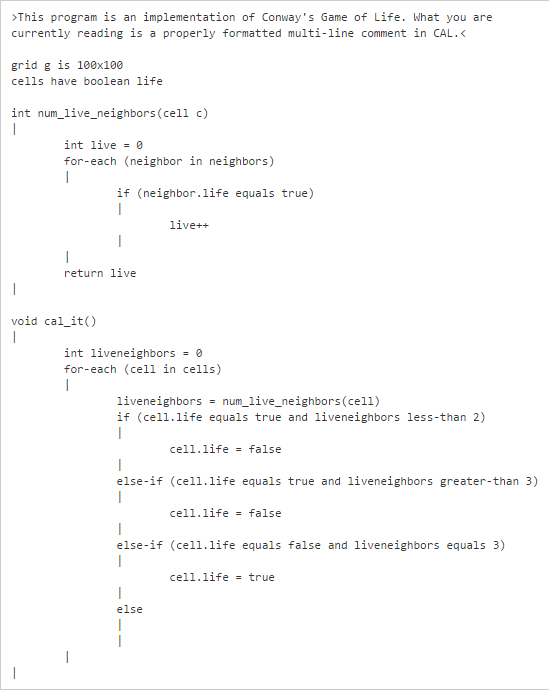 >This program is an implementation of Conway's Game of Life. What you are
currently reading is a properly formatted multi-line comment in CAL.<
grid g is 100x100
cells have boolean life
int num_live_neighbors(cell c)
|
int live = 0
for-each (neighbor in neighbors)
|
if (neighbor.life equals true)
|
live++
|
|
return live
|
void cal_it()
|
int liveneighbors = 0
for-each (cell in cells)
|
liveneighbors = num_live_neighbors(cell)
if (cell.life equals true and liveneighbors less-than 2)
|
cell.life = false
|
else-if (cell.life equals true and liveneighbors greater-than 3)
|
cell.life = false
|
else-if (cell.life equals false and liveneighbors equals 3)
|
cell.life = true
|
else
|
|
|
|